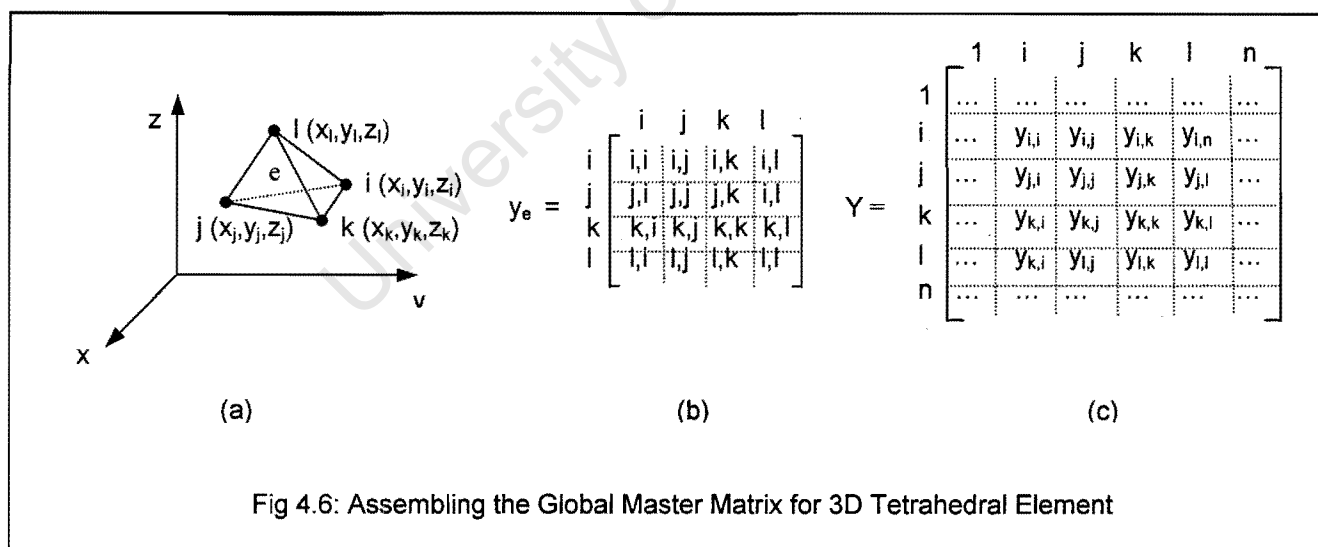 University o
z
l (xl,yl,zl)
e
i (xi,yi,zi)
j (xj,yj,zj)
k (xk,yk,zk)
y
x
(a)
i j k l
i i,i i,j i,k i,l
j j,i j,j j,k i,l
k k,i k,j k,k k,l
l l,i l,j l,k l,l
ye =
(b)
1 i j k l n
1 ... ... ... ... ... ...
i ... yi,i yi,j yi,k yl,n ...
j ... yj,i yj,j yj,k yj,l ...
k ... yk,i yk,j yk,k yk,l ...
l ... yk,i yl,j yl,k yl,l ...
n ... ... ... ... ... ...
Y =
(c)
Fig 4.6: Assembling the Global Master Matrix for 3D Tetrahedral Element